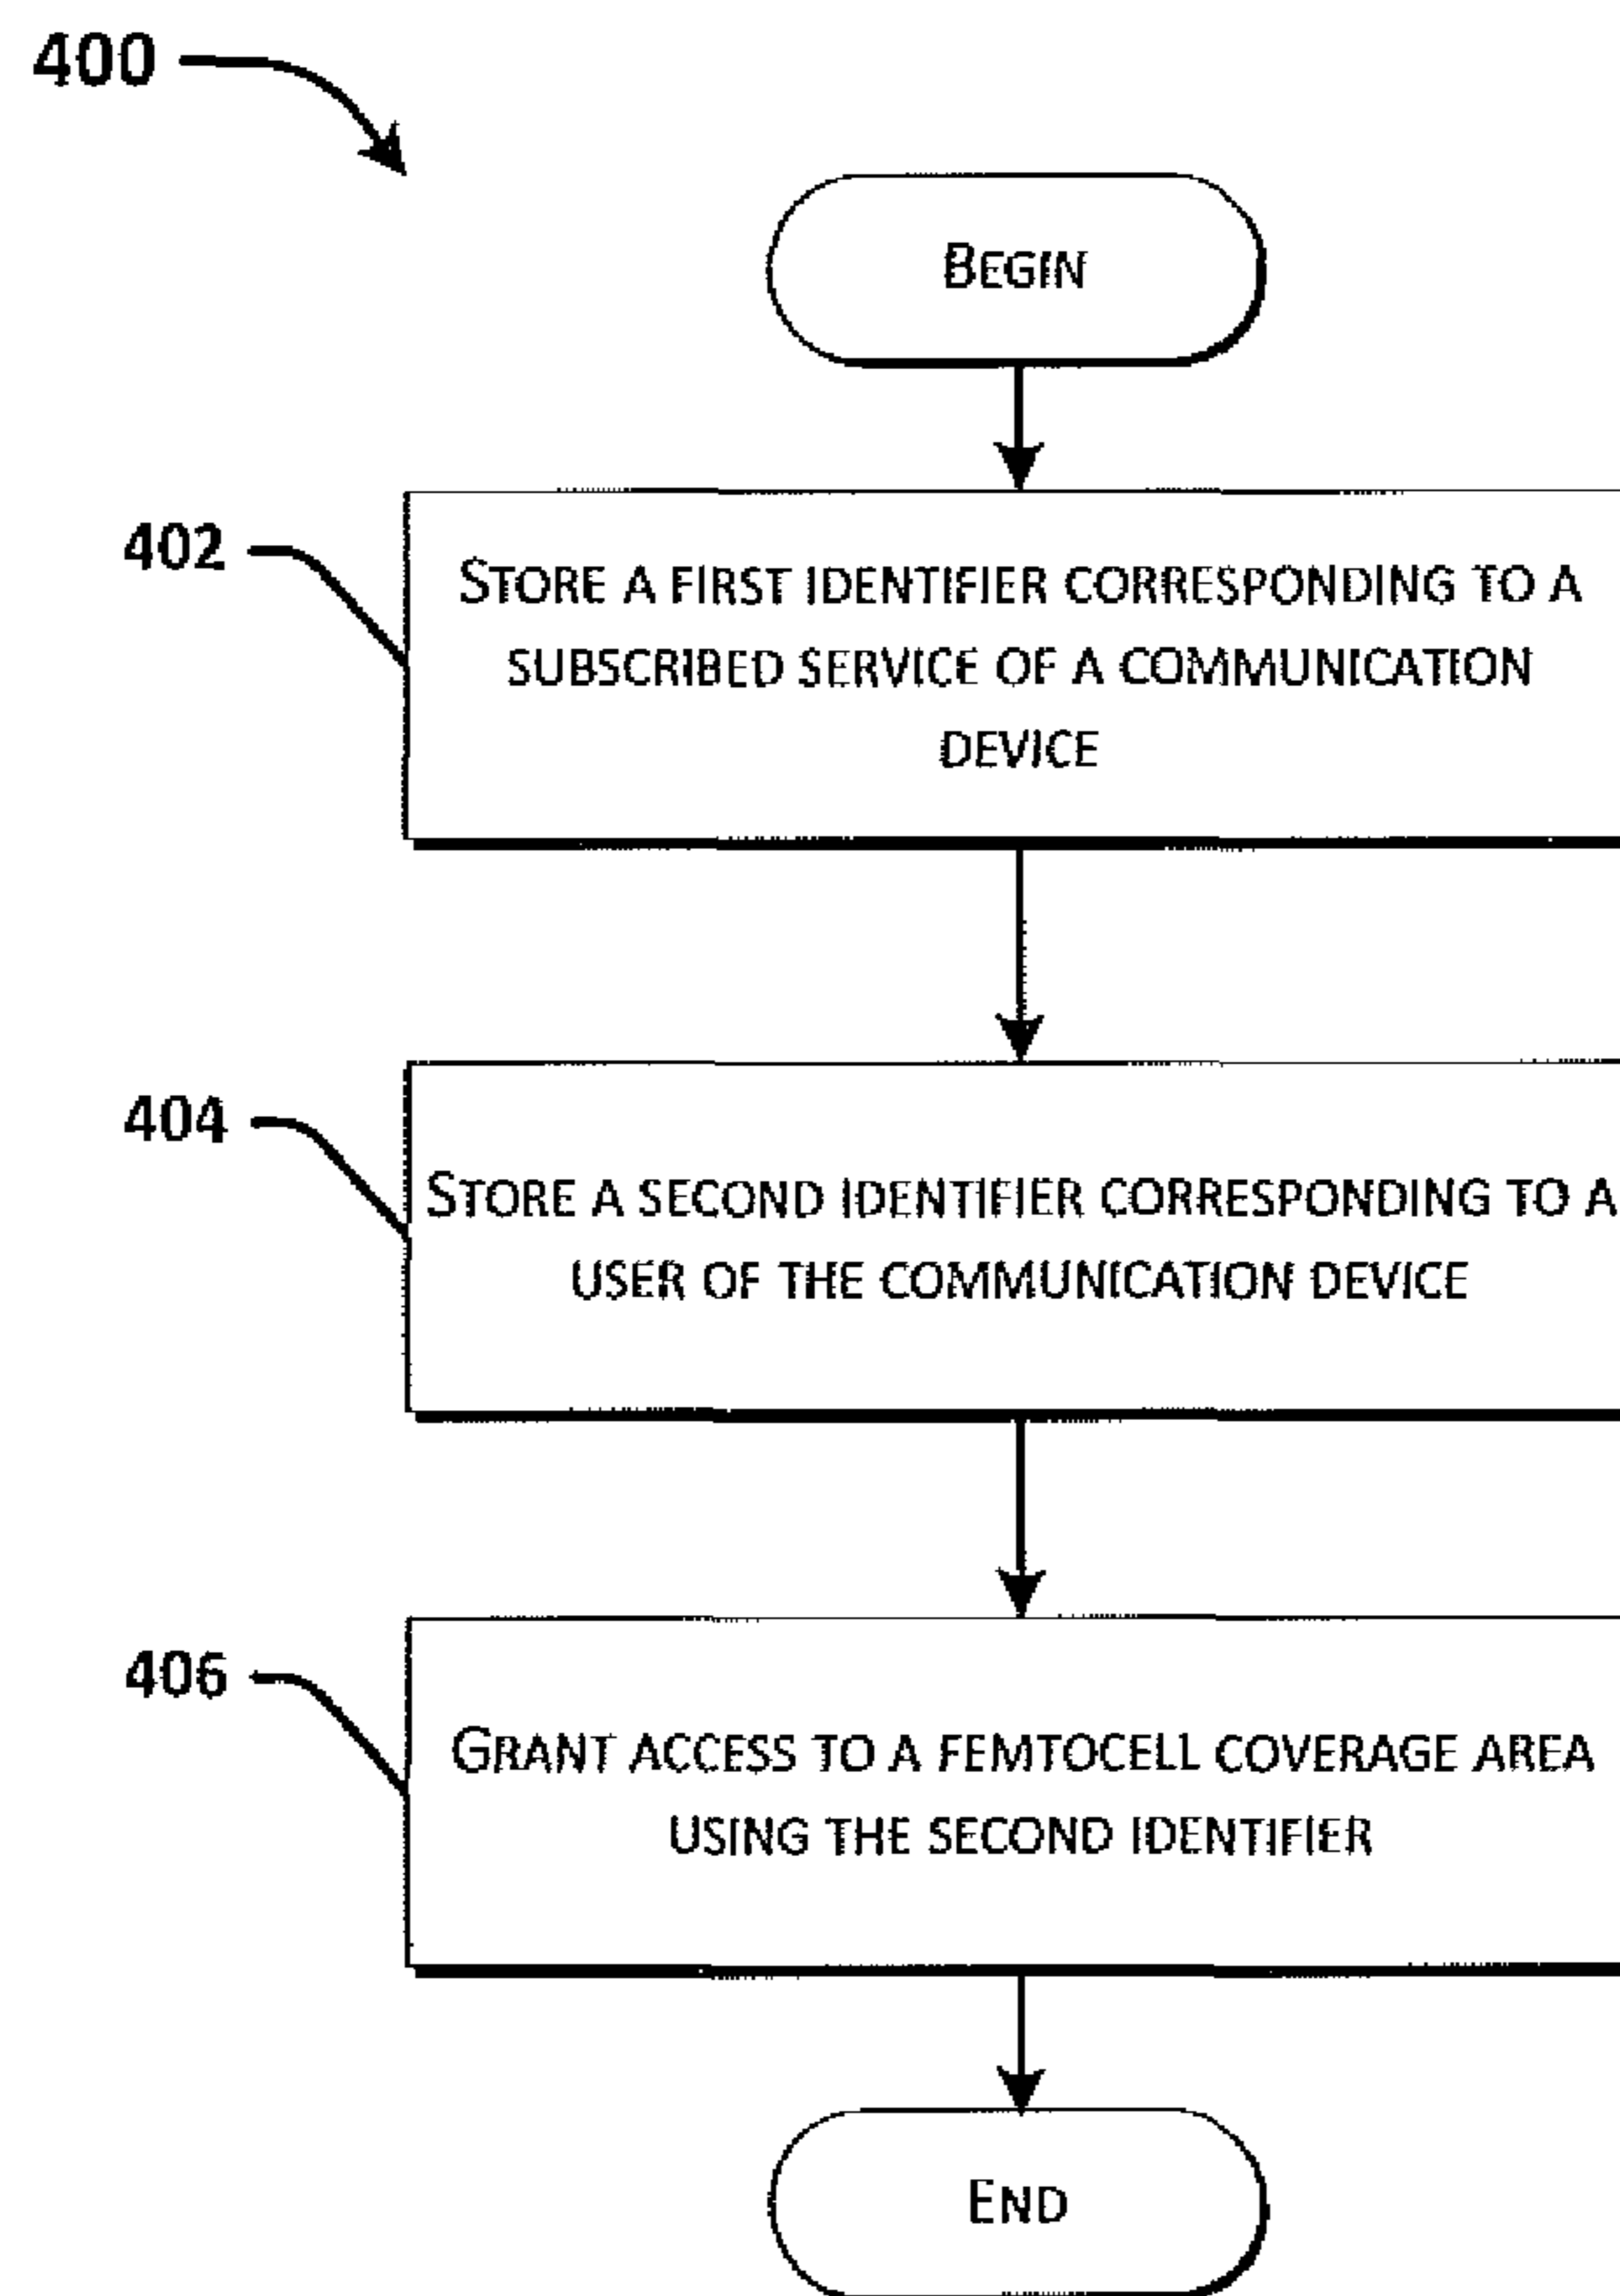 400
BEGIN
402
STORE A FIRST IDENTIFIER CORRESPONDING TO A
SUBSCRIBED SERVICE OF A COMMUNICATION
DEVICE
404
STORE A SECOND IDENTIFIER CORRESPONDING TO A
USER OF THE COMMUNICATION DEVICE
406
GRANT ACCESS TO A FEMTOCELL COVERAGE AREA
USING THE SECOND IDENTIFIER
END